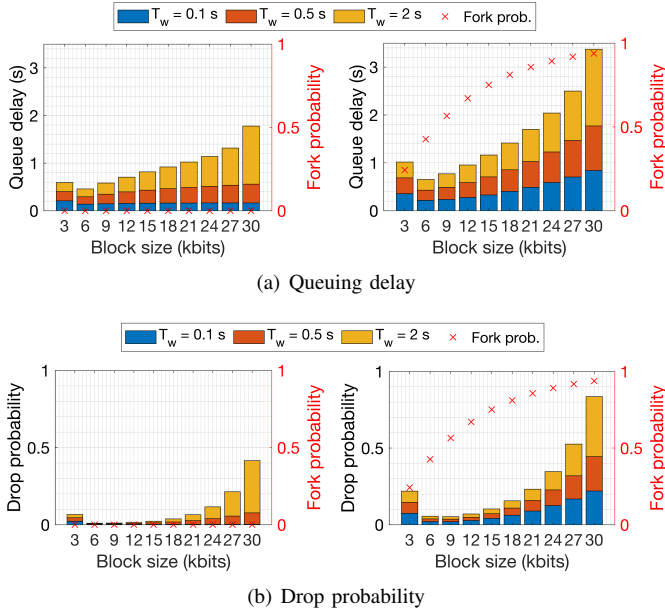 T_w = 0.1 s T_w = 0.5 s T_w = 2 s Fork prob.
Queue delay (s)
3
2
1
0
1
0.5
0
Fork probability
3 6 9 12 15 18 21 24 27 30
Block size (kbits)
Queue delay (s)
3
2
1
0
1
0.5
0
Fork probability
3 6 9 12 15 18 21 24 27 30
Block size (kbits)
(a) Queuing delay
T_w = 0.1 s T_w = 0.5 s T_w = 2 s Fork prob.
Drop probability
1
0.5
0
1
0.5
0
Fork probability
3 6 9 12 15 18 21 24 27 30
Block size (kbits)
Drop probability
1
0.5
0
1
0.5
0
Fork probability
3 6 9 12 15 18 21 24 27 30
Block size (kbits)
(b) Drop probability